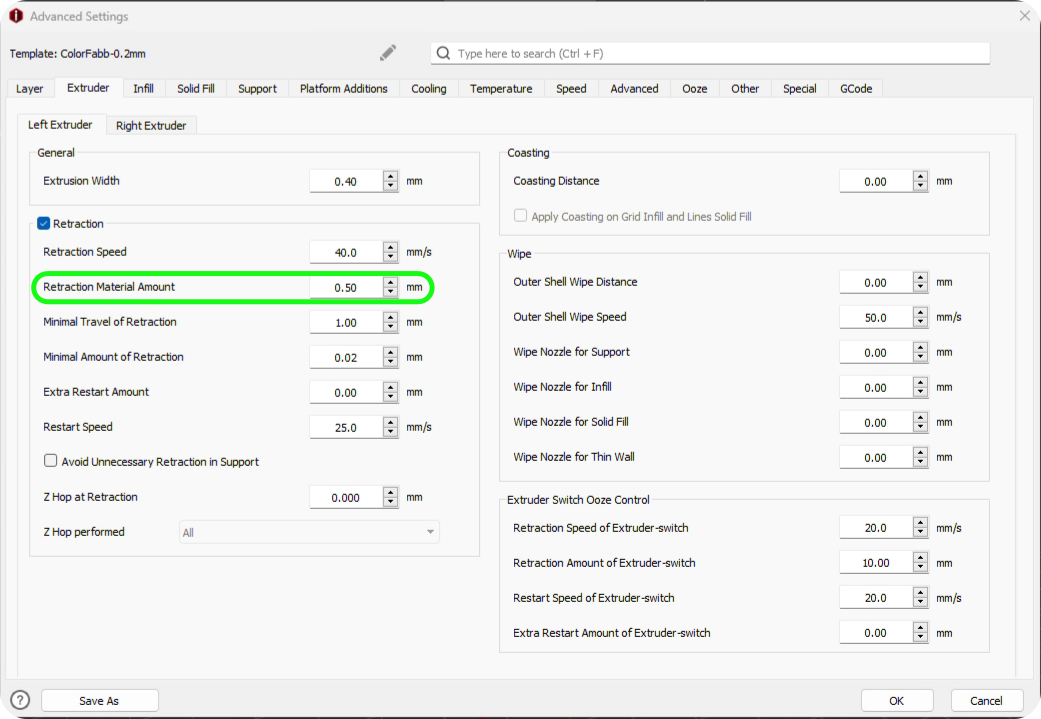 Advanced Settings
Template: ColorFabb-0.2mm
Type here to search (Ctrl + F)
Layer Extruder Infill Solid Fill Support Platform Additions Cooling Temperature Speed Advanced Ooze Other Special GCode
Left Extruder Right Extruder
General
Extrusion Width 0.40 mm
Retraction
Retraction Speed 40.0 mm/s
Retraction Material Amount 0.50 mm
Minimal Travel of Retraction 1.00 mm
Minimal Amount of Retraction 0.02 mm
Extra Restart Amount 0.00 mm
Restart Speed 25.0 mm/s
Avoid Unnecessary Retraction in Support
Z Hop at Retraction 0.000 mm
Z Hop performed All
Coasting
Coasting Distance 0.00 mm
Apply Coasting on Grid Infill and Lines Solid Fill
Wipe
Outer Shell Wipe Distance 0.00 mm
Outer Shell Wipe Speed 50.0 mm/s
Wipe Nozzle for Support 0.00 mm
Wipe Nozzle for Infill 0.00 mm
Wipe Nozzle for Solid Fill 0.00 mm
Wipe Nozzle for Thin Wall 0.00 mm
Extruder Switch Ooze Control
Retraction Speed of Extruder-switch 20.0 mm/s
Retraction Amount of Extruder-switch 10.00 mm
Restart Speed of Extruder-switch 20.0 mm/s
Extra Restart Amount of Extruder-switch 0.00 mm
? Save As OK Cancel